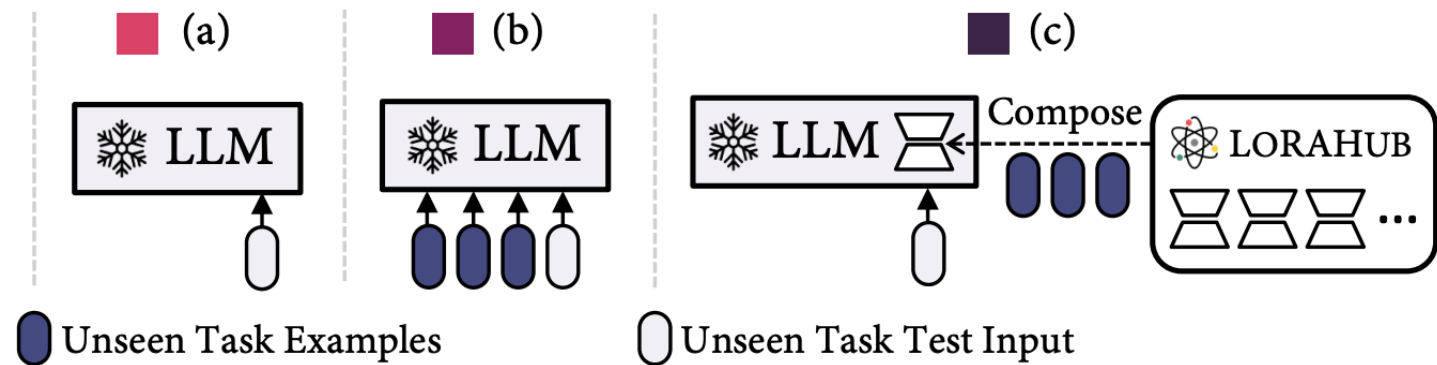 (a)
(b)
(c)
LLM
LLM
LLM
Compose
LORAHUB
...
Unseen Task Examples
Unseen Task Test Input